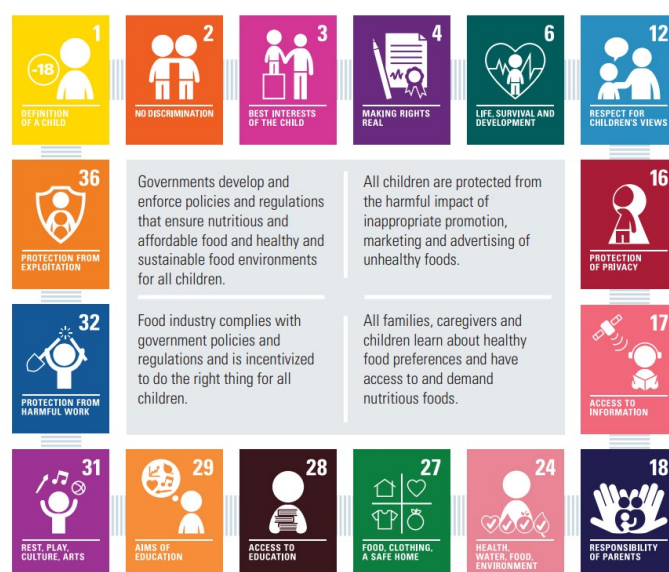 1
-18
DEFINITION
OF A CHILD
2
NO DISCRIMINATION
3
BEST INTERESTS
OF THE CHILD
4
MAKING RIGHTS
REAL
6
LIFE, SURVIVAL AND
DEVELOPMENT
12
RESPECT FOR
CHILDREN'S VIEWS
36
PROTECTION FROM
EXPLOITATION
Governments develop and
enforce policies and regulations
that ensure nutritious and
affordable food and healthy and
sustainable food environments
for all children.
All children are protected from
the harmful impact of
inappropriate promotion,
marketing and advertising of
unhealthy foods.
16
PROTECTION
OF PRIVACY
32
PROTECTION FROM
HARMFUL WORK
Food industry complies with
government policies and
regulations and is incentivized
to do the right thing for all
children.
All families, caregivers and
children learn about healthy
food preferences and have
access to and demand
nutritious foods.
17
ACCESS TO
INFORMATION
31
REST, PLAY,
CULTURE, ARTS
29
AIMS OF
EDUCATION
28
ACCESS TO
EDUCATION
27
FOOD, CLOTHING,
A SAFE HOME
24
HEALTH,
WATER, FOOD,
ENVIRONMENT
18
RESPONSIBILITY
OF PARENTS